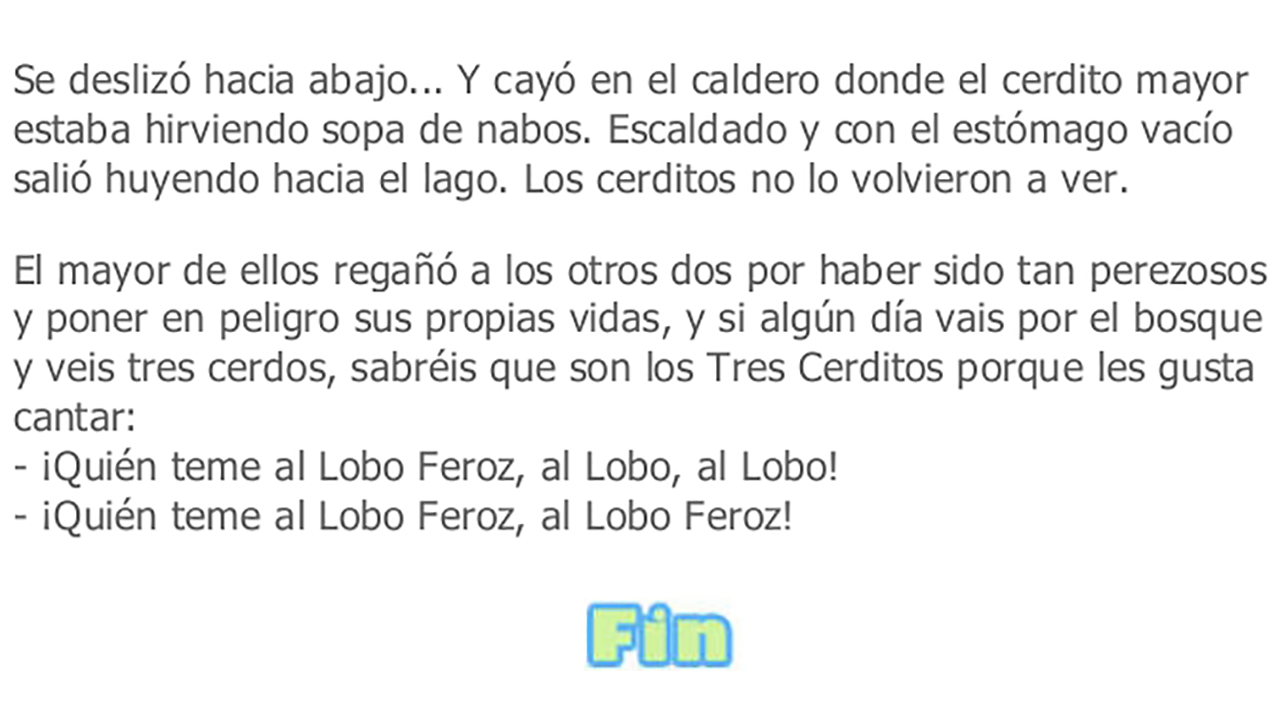 Se deslizó hacia abajo... Y cayó en el caldero donde el cerdito mayor
estaba hirviendo sopa de nabos. Escaldado y con el estómago vacío
salió huyendo hacia el lago. Los cerditos no lo volvieron a ver.
El mayor de ellos regañó a los otros dos por haber sido tan perezosos
y poner en peligro sus propias vidas, y si algún día vais por el bosque
y veis tres cerdos, sabréis que son los Tres Cerditos porque les gusta
cantar:
- ¡Quién teme al Lobo Feroz, al Lobo, al Lobo!
- ¡Quién teme al Lobo Feroz, al Lobo Feroz!
Fin